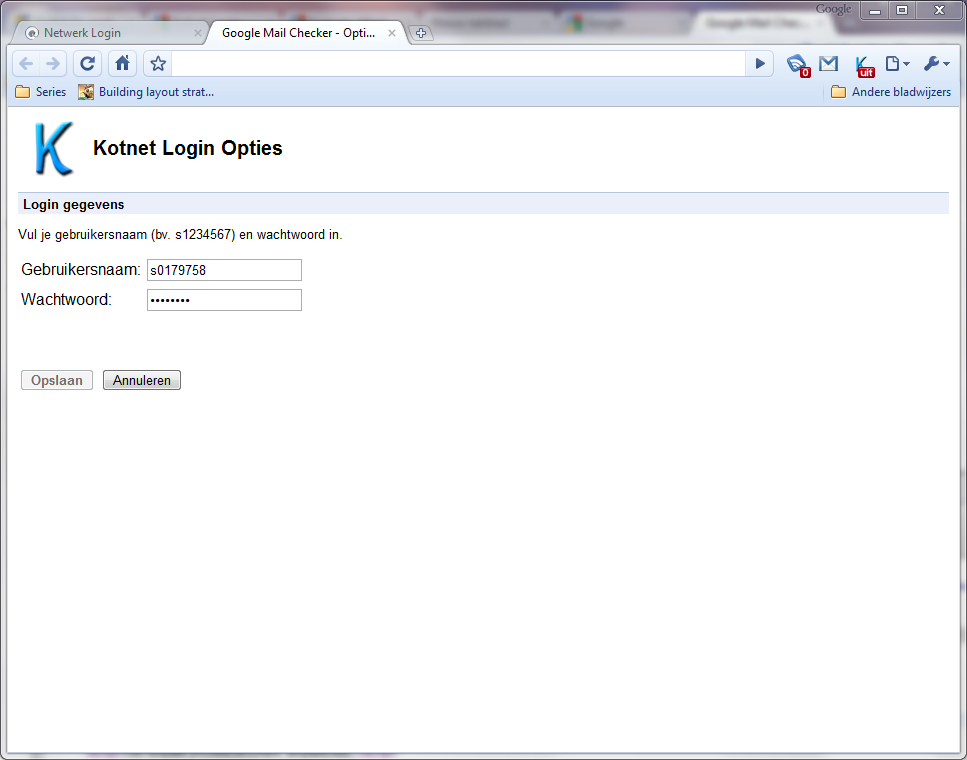 Google
Netwerk Login
Google Mail Checker - Opti...
0
uit
Series
Building layout strat...
Andere bladwijzers
K
Kotnet Login Opties
Login gegevens
Vul je gebruikersnaam (bv. s1234567) en wachtwoord in.
Gebruikersnaam: s0179758
Wachtwoord: ••••••••
Opslaan Annuleren